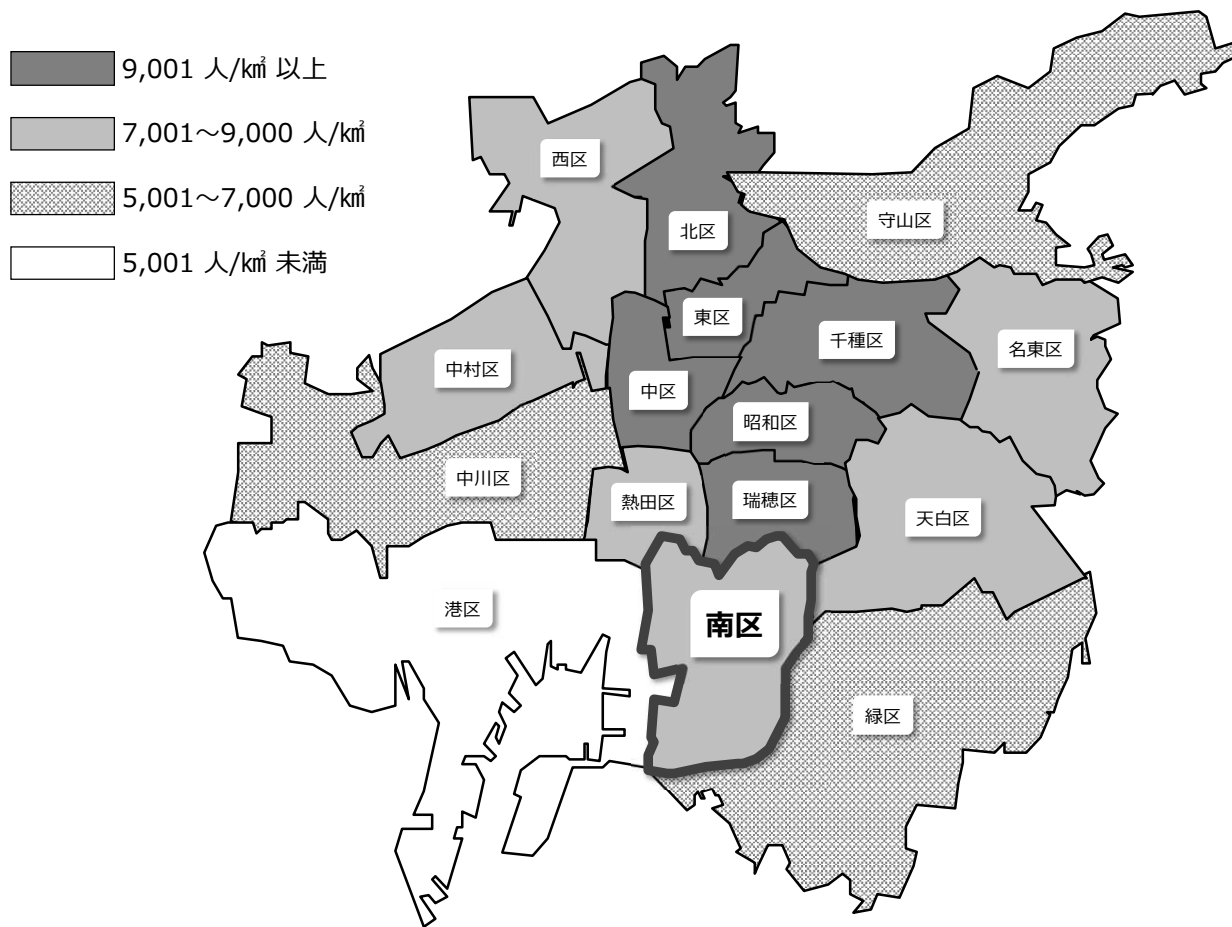 9,001 人/㎢ 以上
7,001～9,000 人/㎢
5,001～7,000 人/㎢
5,001 人/㎢ 未満
西区
守山区
北区
東区
千種区
名東区
中村区
中区
昭和区
中川区
熱田区
瑞穂区
天白区
港区
南区
緑区